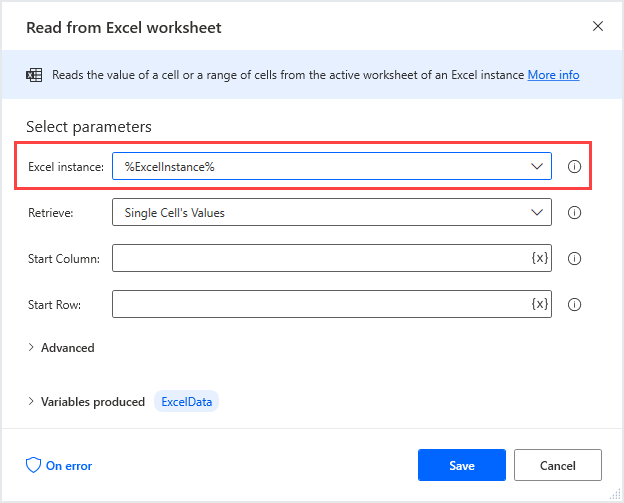 Read from Excel worksheet
Reads the value of a cell or a range of cells from the active worksheet of an Excel instance More info
Select parameters
Excel instance: %ExcelInstance%
Retrieve: Single Cell's Values
Start Column: {x}
Start Row: {x}
Advanced
Variables produced ExcelData
On error Save Cancel